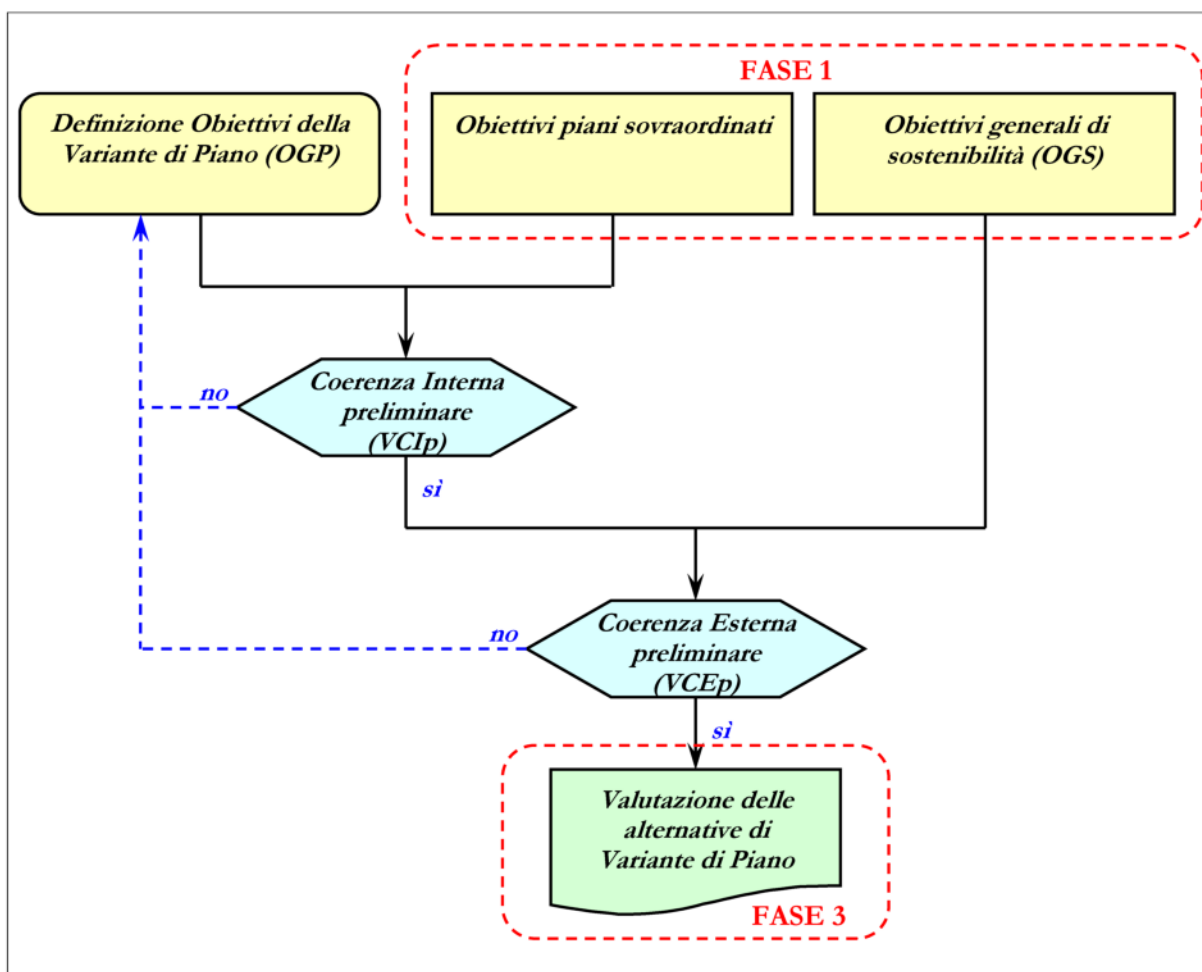 FASE 1
Definizione Obiettivi della
Variante di Piano (OGP)
Obiettivi piani sovraordinati
Obiettivi generali di
sostenibilità (OGS)
Coerenza Interna
preliminare
(VCIp)
no
sì
Coerenza Esterna
preliminare
(VCEp)
no
sì
Valutazione delle
alternative di
Variante di Piano
FASE 3